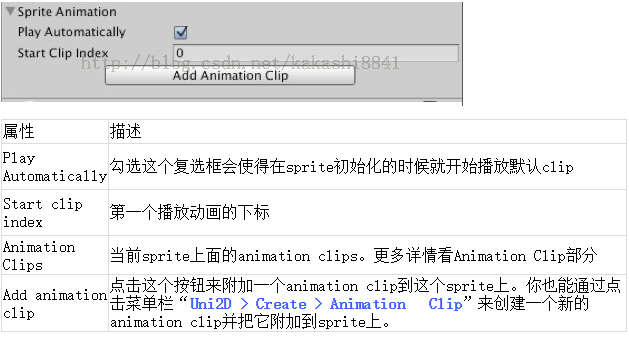 Sprite Animation
Play Automatically
Start Clip Index 0
http://blog.csdn.net/kakashi8841
Add Animation Clip
属性 描述
Play Automatically 勾选这个复选框会使得在sprite初始化的时候就开始播放默认clip
Start clip index 第一个播放动画的下标
Animation Clips 当前sprite上面的animation clips。更多详情看Animation Clip部分
Add animation clip 点击这个按钮来附加一个animation clip到这个sprite上。你也能通过点
击菜单栏“Uni2D > Create > Animation Clip”来创建一个新的
animation clip并把它附加到sprite上。